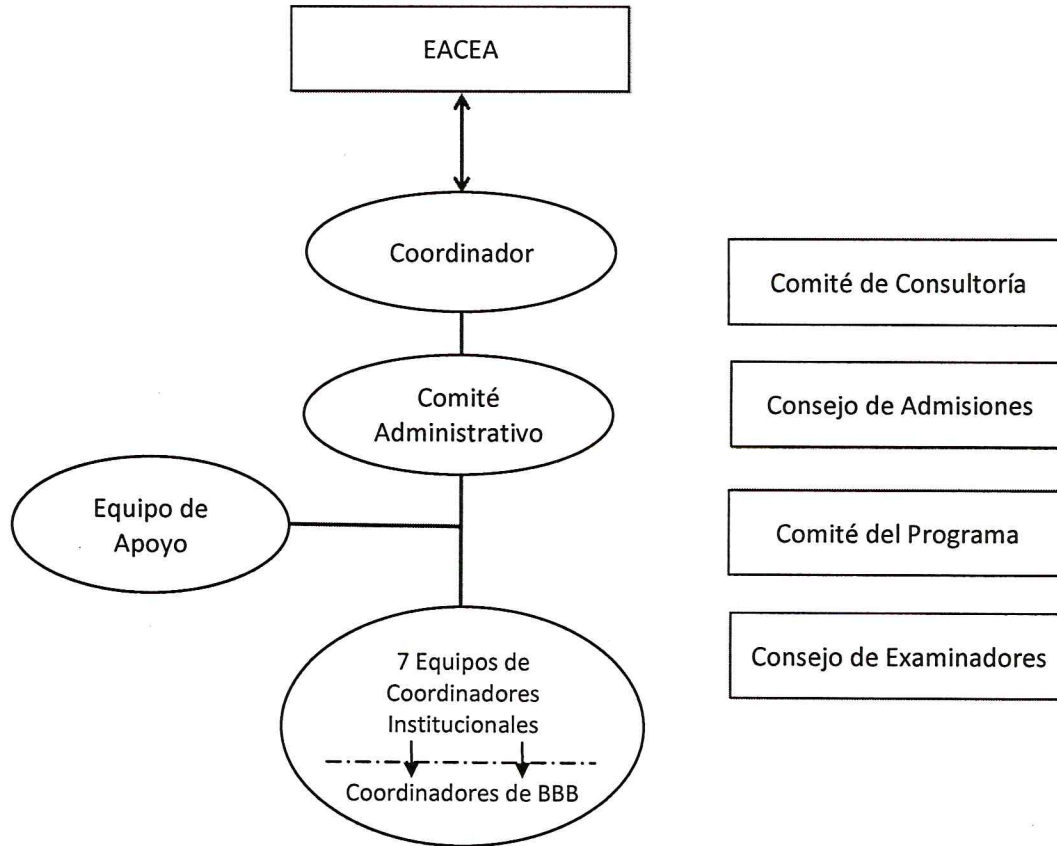 EACEA
Coordinador
Comité
Administrativo
Equipo de
Apoyo
7 Equipos de
Coordinadores
Institucionales
Coordinadores de BBB
Comité de Consultoría
Consejo de Admisiones
Comité del Programa
Consejo de Examinadores